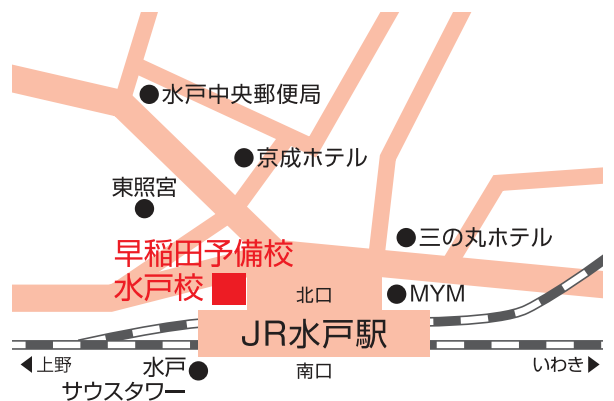 水戸中央郵便局
京成ホテル
東照宮
三の丸ホテル
早稲田予備校
水戸校
北口
MYM
JR水戸駅
上野
水戸
サウスタワー
南口
いわき